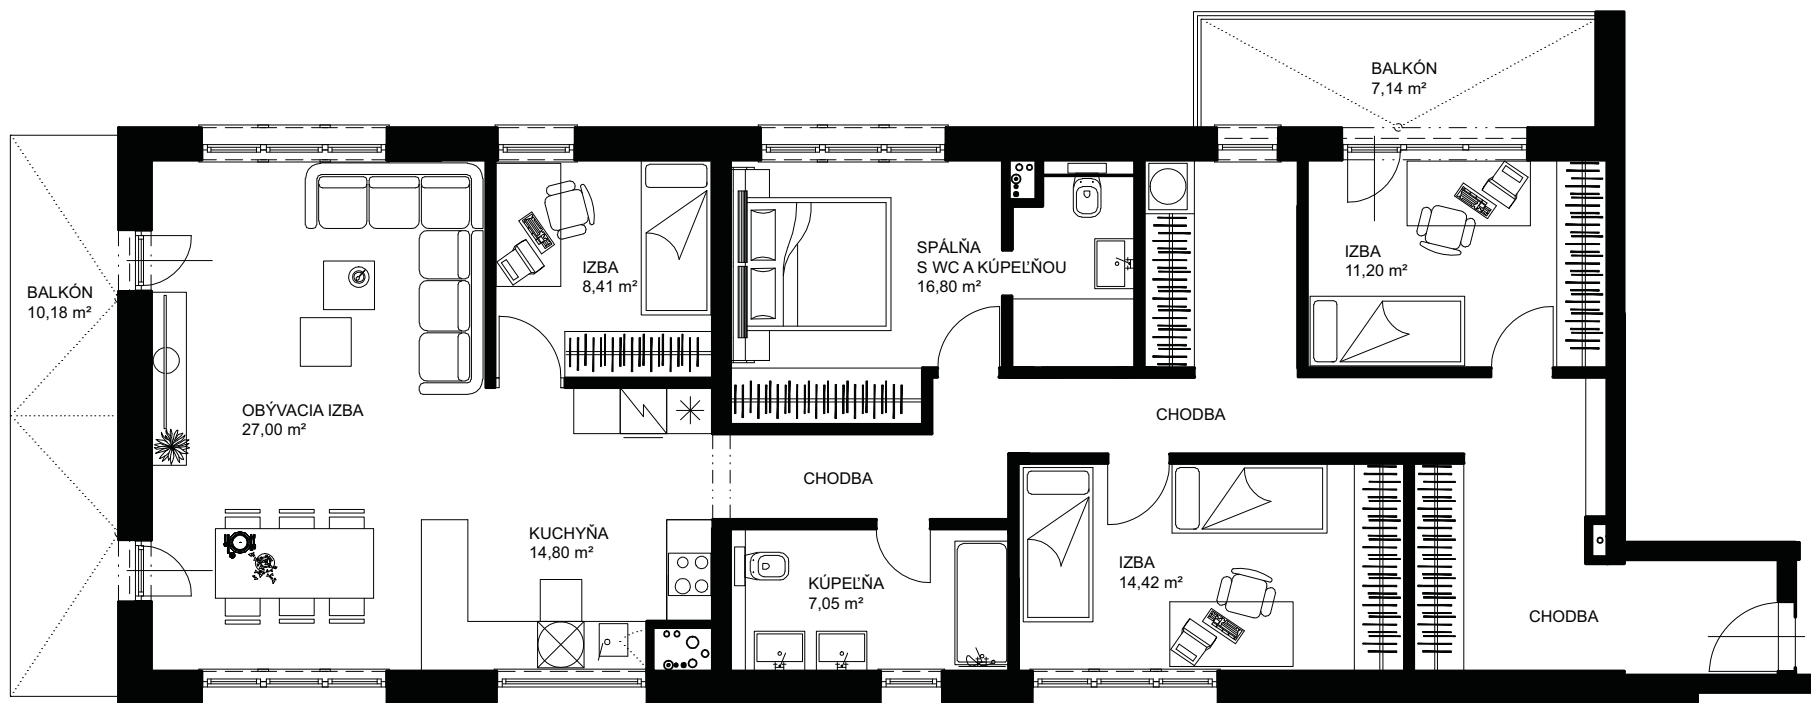 BALKÓN
7,14 m²
BALKÓN
10,18 m²
OBÝVACIA IZBA
27,00 m²
IZBA
8,41 m²
SPÁLŇA
S WC A KÚPEĽŇOU
16,80 m²
IZBA
11,20 m²
CHODBA
CHODBA
KUCHYŇA
14,80 m²
KÚPEĽŇA
7,05 m²
IZBA
14,42 m²
CHODBA